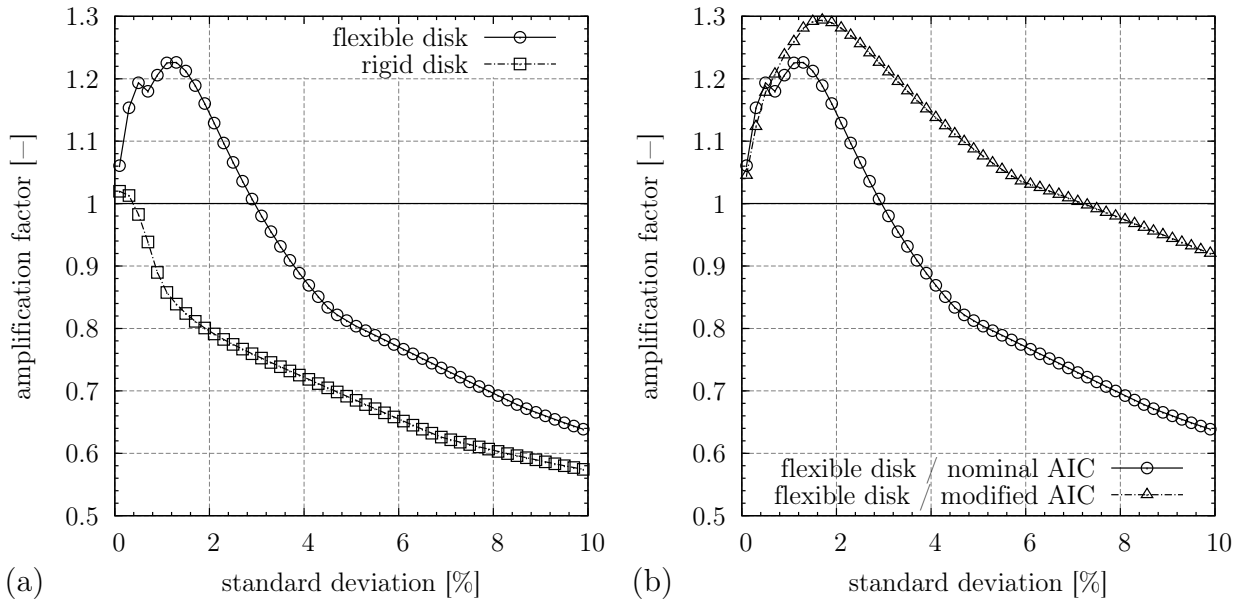 1.3
1.2
1.1
1
0.9
0.8
0.7
0.6
0.5
amplification factor [−]
flexible disk
rigid disk
0 2 4 6 8 10
(a) standard deviation [%]
1.3
1.2
1.1
1
0.9
0.8
0.7
0.6
0.5
amplification factor [−]
flexible disk / nominal AIC
flexible disk / modified AIC
0 2 4 6 8 10
(b) standard deviation [%]